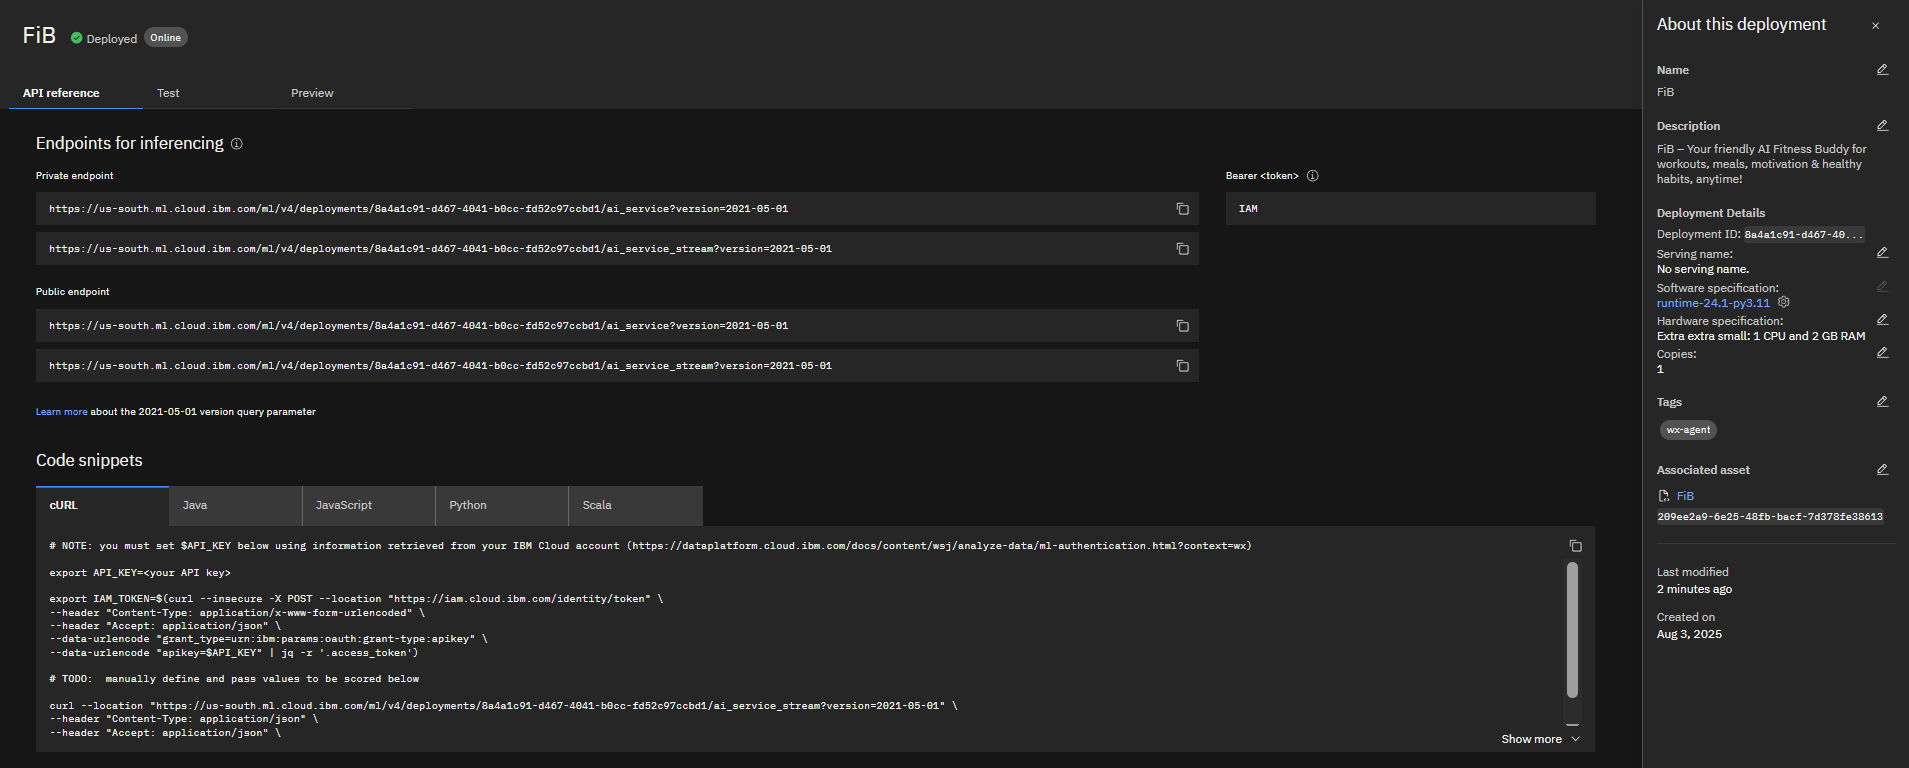 FiB
Deployed
Online
API reference
Test
Preview
Endpoints for inferencing
Private endpoint
https://us-south.ml.cloud.ibm.com/ml/v4/deployments/8a4a1c91-d467-4041-b0cc-fd52c97ccbd1/ai_service?version=2021-05-01
https://us-south.ml.cloud.ibm.com/ml/v4/deployments/8a4a1c91-d467-4041-b0cc-fd52c97ccbd1/ai_service_stream?version=2021-05-01
Bearer <token>
IAM
Public endpoint
https://us-south.ml.cloud.ibm.com/ml/v4/deployments/8a4a1c91-d467-4041-b0cc-fd52c97ccbd1/ai_service?version=2021-05-01
https://us-south.ml.cloud.ibm.com/ml/v4/deployments/8a4a1c91-d467-4041-b0cc-fd52c97ccbd1/ai_service_stream?version=2021-05-01
Learn more about the 2021-05-01 version query parameter
Code snippets
cURL
Java
JavaScript
Python
Scala
# NOTE: you must set $API_KEY below using information retrieved from your IBM Cloud account (https://dataplatform.cloud.ibm.com/docs/content/wsj/analyze-data/ml-authentication.html?context=wx)
export API_KEY=<your API key>
export IAM_TOKEN=$(curl --insecure -X POST --location "https://iam.cloud.ibm.com/identity/token" \
--header "Content-Type: application/x-www-form-urlencoded" \
--header "Accept: application/json" \
--data-urlencode "grant_type=urn:ibm:params:oauth:grant-type:apikey" \
--data-urlencode "apikey=$API_KEY" | jq -r '.access_token')
# TODO:  manually define and pass values to be scored below
curl --location "https://us-south.ml.cloud.ibm.com/ml/v4/deployments/8a4a1c91-d467-4041-b0cc-fd52c97ccbd1/ai_service_stream?version=2021-05-01" \
--header "Content-Type: application/json" \
--header "Accept: application/json" \
Show more
About this deployment
Name
FiB
Description
FiB – Your friendly AI Fitness Buddy for
workouts, meals, motivation & healthy
habits, anytime!
Deployment Details
Deployment ID: 8a4a1c91-d467-40...
Serving name:
No serving name.
Software specification:
runtime-24.1-py3.11
Hardware specification:
Extra extra small: 1 CPU and 2 GB RAM
Copies:
1
Tags
wx-agent
Associated asset
FiB
209ee2a9-6e25-48fb-bacf-7d378fe38613
Last modified
2 minutes ago
Created on
Aug 3, 2025